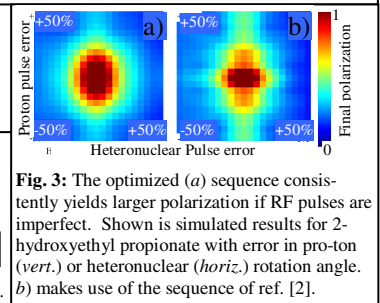 +50%
a)
b)
1
Proton pulse error
Final polarization
-50%
+50%
-50%
+50%
0
H
Heteronuclear Pulse error
Fig. 3: The optimized (a) sequence consis-
tently yields larger polarization if RF pulses are
imperfect. Shown is simulated results for 2-
hydroxyethyl propionate with error in pro-ton
(vert.) or heteronuclear (horiz.) rotation angle.
b) makes use of the sequence of ref. [2].